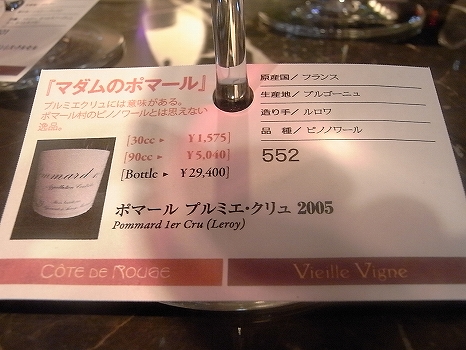 『マダムのポマール』
プルミエクリュには意味がある。
ポマール村のピノノワールとは思えない
逸品。
[30cc ▸ ¥1,575]
[90cc ▸ ¥5,040]
[Bottle ▸ ¥29,400]
原産国/フランス
生産地/ブルゴーニュ
造り手/ルロワ
品 種/ピノノワール
552
ポマール プルミエ・クリュ 2005
Pommard 1er Cru (Leroy)
CÔTE DE ROUGE
VIEILLE VIGNE